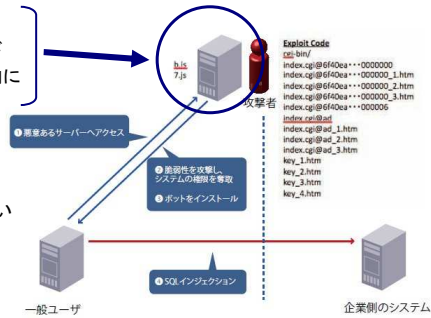 に
い
h.js
7.js
攻撃者
Exploit Code
cgi-bin/
index.cgi@6f40ea・・・0000000
index.cgi@6f40ea・・・000000_1.htm
index.cgi@6f40ea・・・000000_2.htm
index.cgi@6f40ea・・・000000_3.htm
index.cgi@6f40ea・・・000006
index.cgi@ad
index.cgi@ad_1.htm
index.cgi@ad_2.htm
index.cgi@ad_3.htm
key_1.htm
key_2.htm
key_3.htm
key_4.htm
❶悪意あるサーバーへアクセス
❷脆弱性を攻撃し、
システムの権限を奪取
❸ボットをインストール
❹SQLインジェクション
一般ユーザ
企業側のシステム